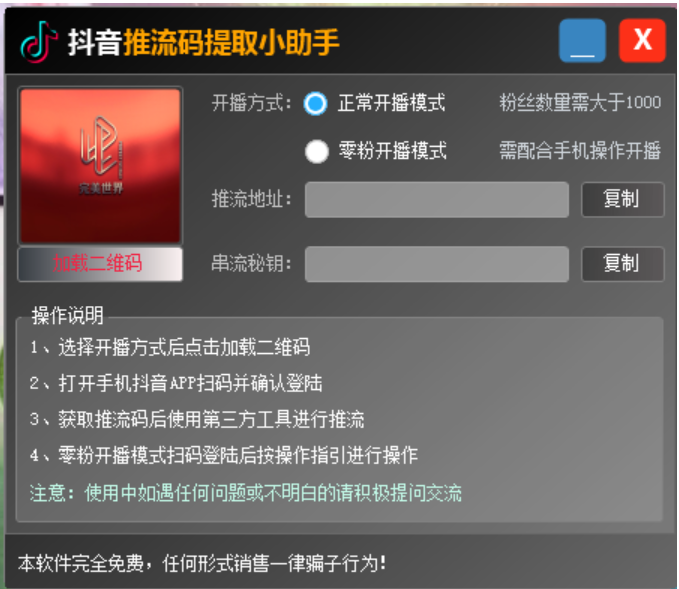 抖音推流码提取小助手
X
开播方式:
正常开播模式
粉丝数里需大于1000
零粉开播模式
需配合手机操作开播
完美世界
推流地址:
复制
加载二维码
串流秘钥:
复制
操作说明
1、选择开播方式后点击加载二维码
2、打开手机抖音APP扫码并确认登陆
3、获取推流码后使用第三方工具进行推流
4、零粉开播模式扫码登陆后按操作指引进行操作
注意: 使用中如遇任何问题或不明白的请积极提问交流
本软件完全免费，任何形式销售一律骗子行为!